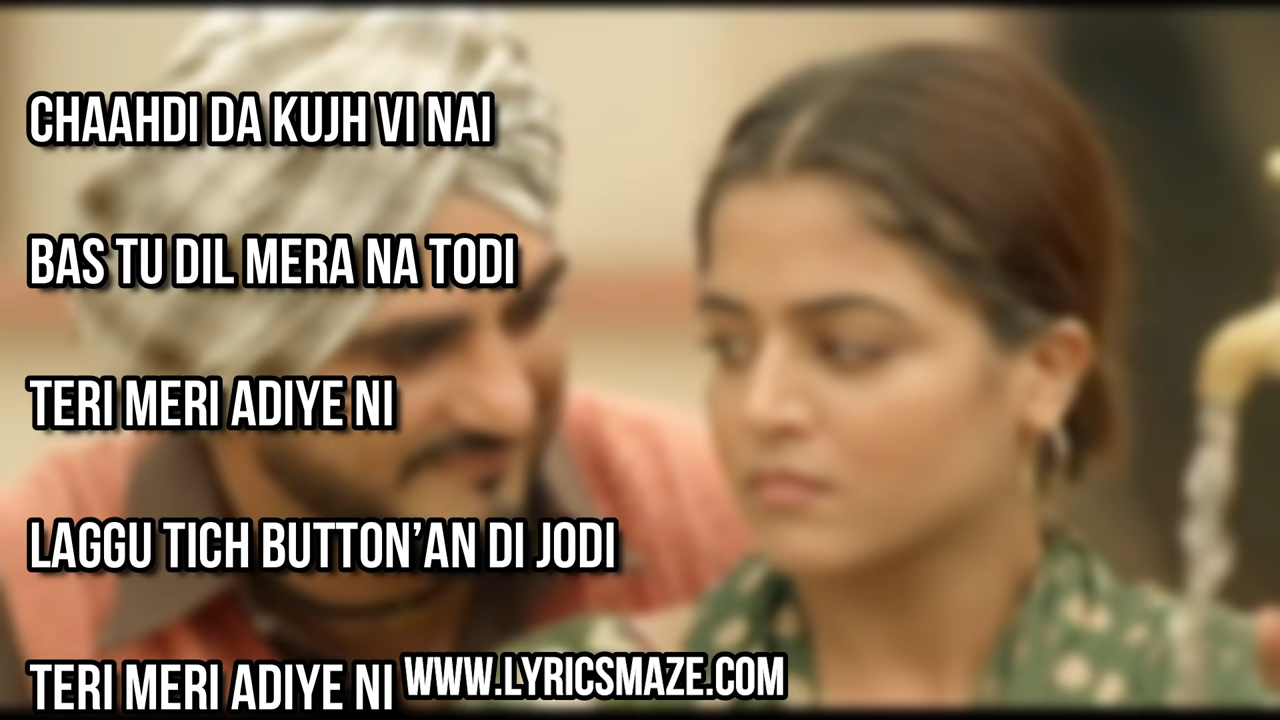 CHAAHDI DA KUJH VI NAI
BAS TU DIL MERA NA TODI
TERI MERI ADIYE NI
LAGGU TICH BUTTON'AN DI JODI
TERI MERI ADIYE NI WWW.LYRICSMAZE.COM